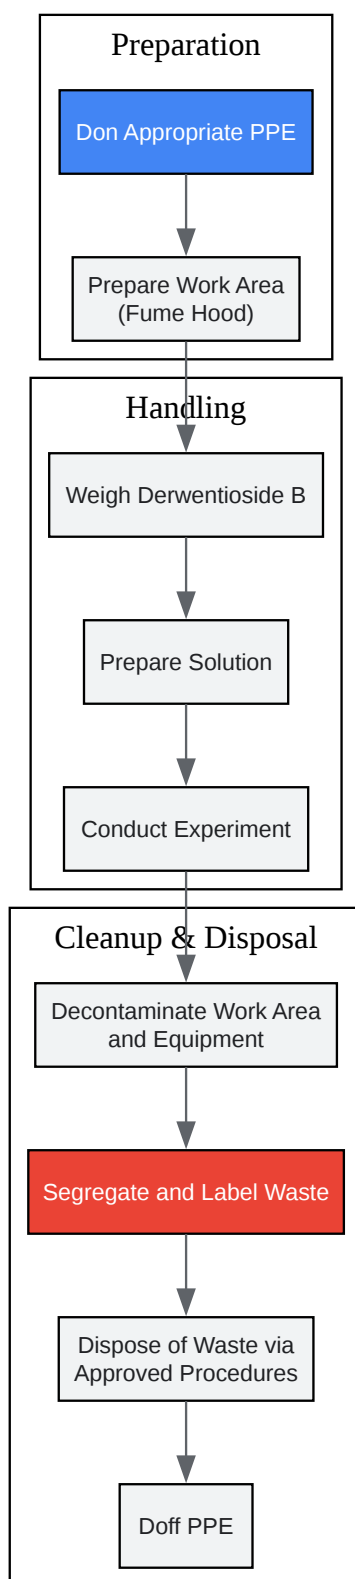 Preparation
Don Appropriate PPE
Prepare Work Area
(Fume Hood)
Handling
Weigh Derwentioside B
Prepare Solution
Conduct Experiment
Cleanup & Disposal
Decontaminate Work Area
and Equipment
Segregate and Label Waste
Dispose of Waste via
Approved Procedures
Doff PPE